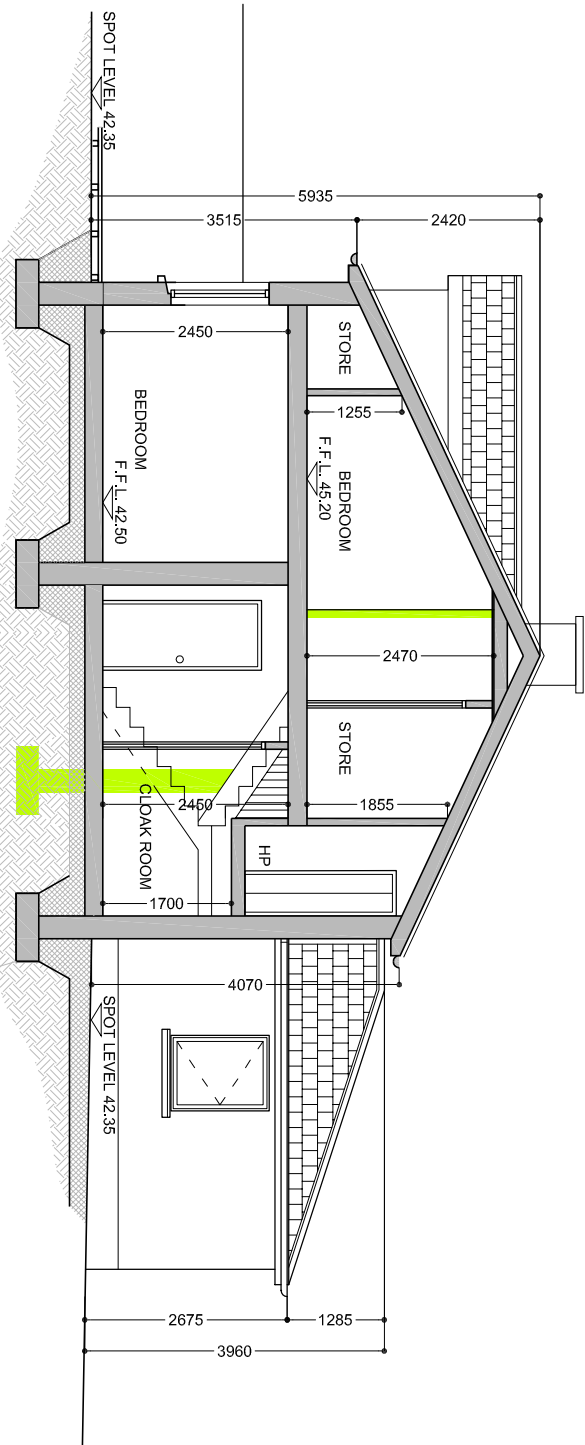 SPOT LEVEL 42.35
5935
3515
2420
2450
STORE
1255
BEDROOM
F.F.L. 42.50
BEDROOM
F.F.L. 45.20
2470
STORE
2450
1855
CLOAK ROOM
HP
1700
4070
SPOT LEVEL 42.35
2675
1285
3960